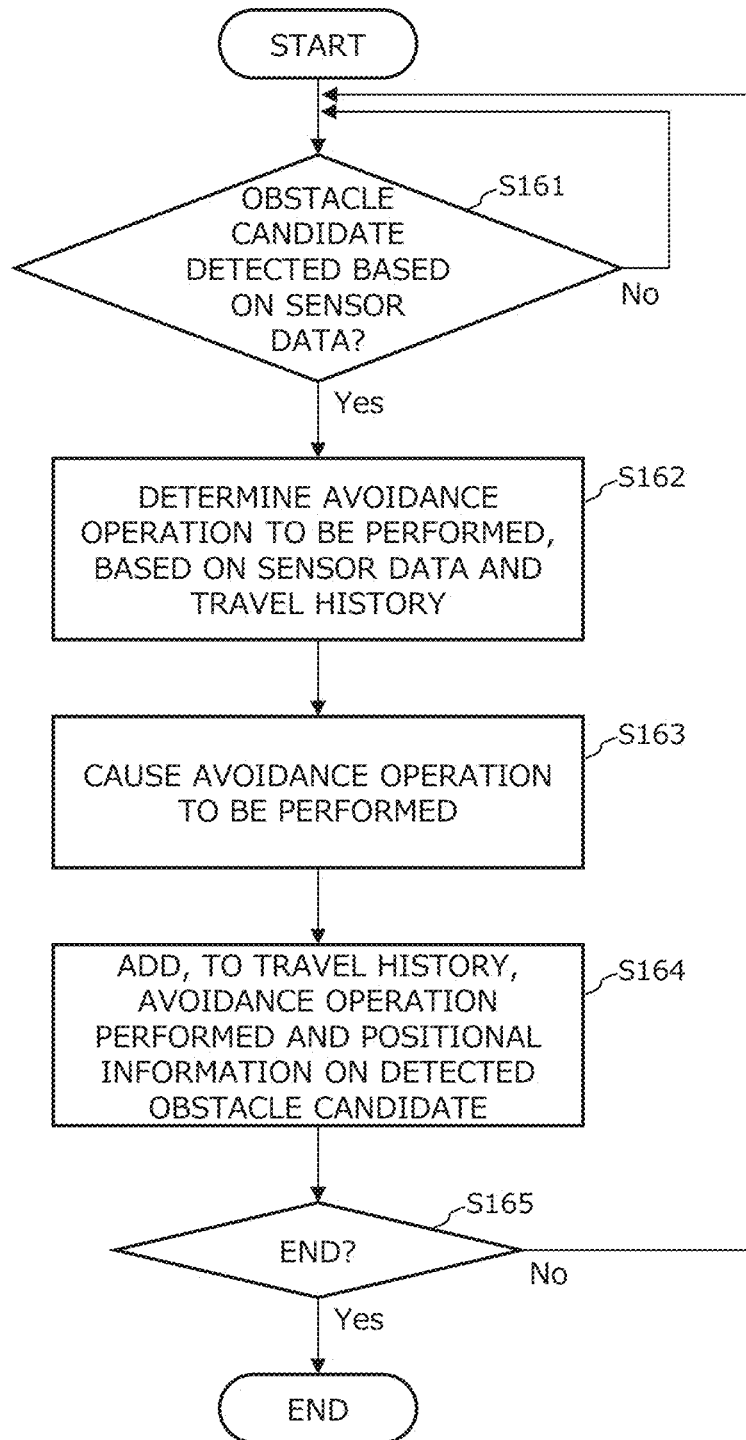 START
S161
OBSTACLE
CANDIDATE
DETECTED BASED
ON SENSOR
DATA?
No
Yes
S162
DETERMINE AVOIDANCE
OPERATION TO BE PERFORMED,
BASED ON SENSOR DATA AND
TRAVEL HISTORY
S163
CAUSE AVOIDANCE OPERATION
TO BE PERFORMED
S164
ADD, TO TRAVEL HISTORY,
AVOIDANCE OPERATION
PERFORMED AND POSITIONAL
INFORMATION ON DETECTED
OBSTACLE CANDIDATE
S165
END?
No
Yes
END